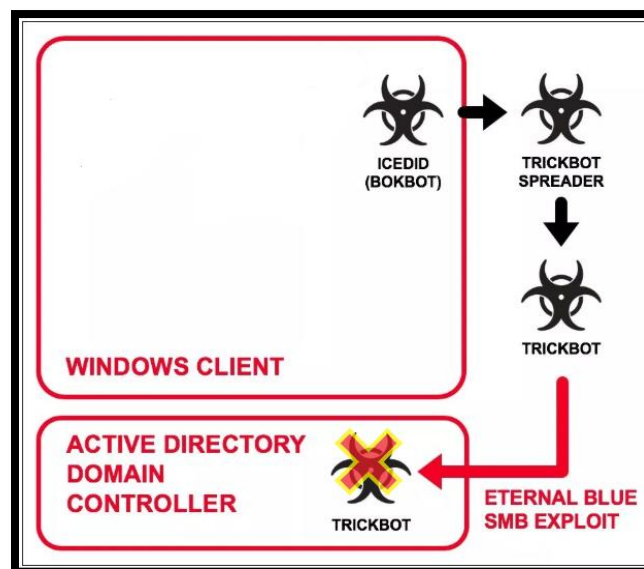 ICEDID
(BOKBOT)
TRICKBOT
SPREADER
TRICKBOT
WINDOWS CLIENT
ACTIVE DIRECTORY
DOMAIN
CONTROLLER
TRICKBOT
ETERNAL BLUE
SMB EXPLOIT